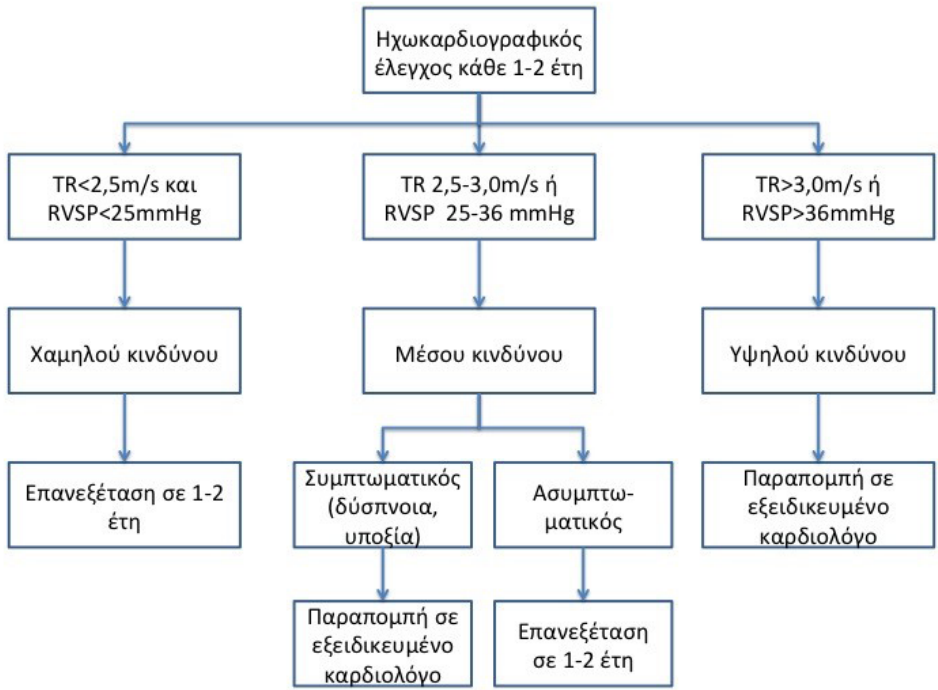 Ηχωκαρδιογραφικός
έλεγχος κάθε 1-2 έτη
TR<2,5m/s και
RVSP<25mmHg
TR 2,5-3,0m/s ή
RVSP 25-36 mmHg
TR>3,0m/s ή
RVSP>36mmHg
Χαμηλού κινδύνου
Μέσου κινδύνου
Υψηλού κινδύνου
Επανεξέταση σε 1-2
έτη
Συμπτωματικός
(δύσπνοια,
υποξία)
Ασυμπτω-
ματικός
Παραπομπή σε
εξειδικευμένο
καρδιολόγο
Παραπομπή σε
εξειδικευμένο
καρδιολόγο
Επανεξέταση
σε 1-2 έτη